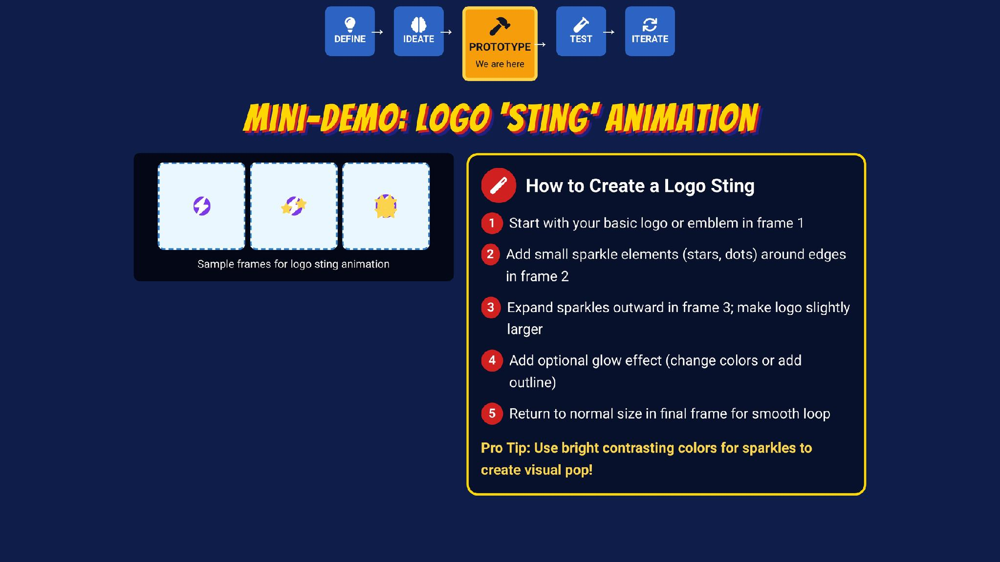 DEFINE
→
IDEATE
→
PROTOTYPE
We are here
→
TEST
→
ITERATE
MINI-DEMO: LOGO 'STING' ANIMATION
Sample frames for logo sting animation
How to Create a Logo Sting
1 Start with your basic logo or emblem in frame 1
2 Add small sparkle elements (stars, dots) around edges
in frame 2
3 Expand sparkles outward in frame 3; make logo slightly
larger
4 Add optional glow effect (change colors or add
outline)
5 Return to normal size in final frame for smooth loop
Pro Tip: Use bright contrasting colors for sparkles to
create visual pop!